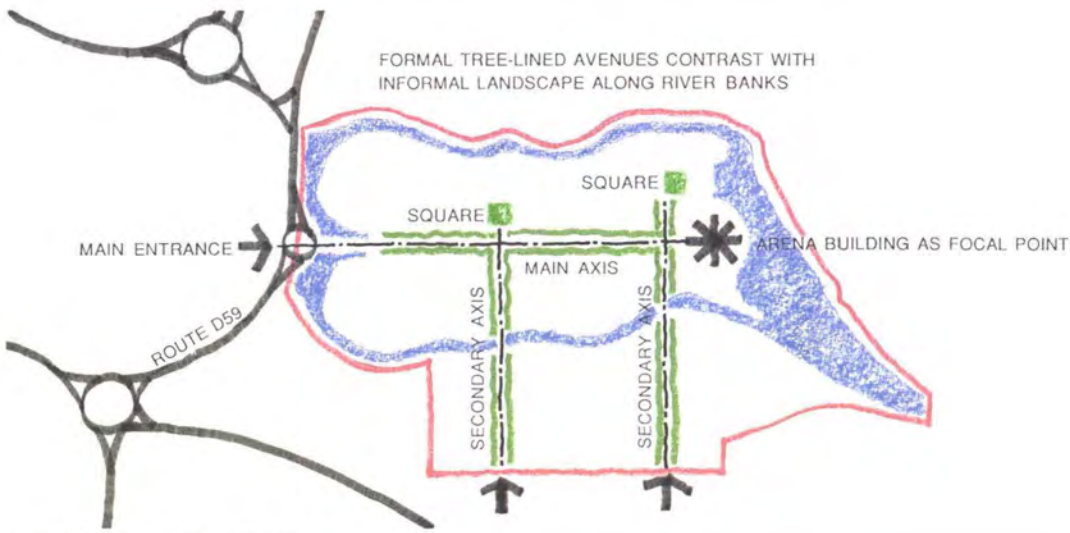 FORMAL TREE-LINED AVENUES CONTRAST WITH
INFORMAL LANDSCAPE ALONG RIVER BANKS
SQUARE
SQUARE
MAIN ENTRANCE
ARENA BUILDING AS FOCAL POINT
MAIN AXIS
ROUTE D59
SECONDARY AXIS
SECONDARY AXIS